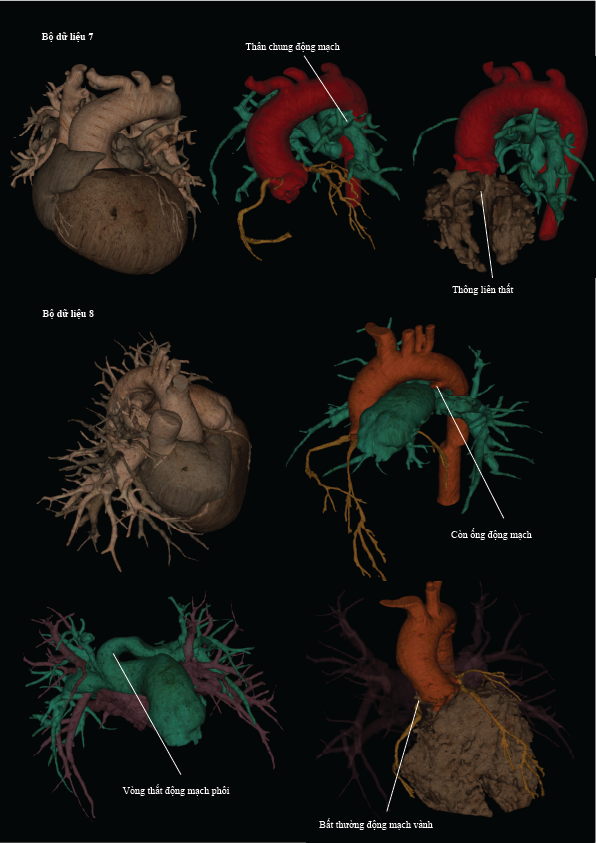 Bộ dữ liệu 7
Thân chung động mạch
Thông liên thất
Bộ dữ liệu 8
Còn ống động mạch
Vòng thắt động mạch phổi
Bất thường động mạch vành